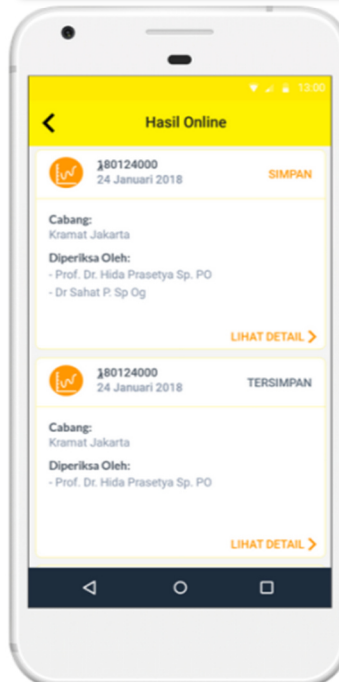 13:00
Hasil Online
180124000
24 Januari 2018
SIMPAN
Cabang:
Kramat Jakarta
Diperiksa Oleh:
- Prof. Dr. Hida Prasetya Sp. PO
- Dr Sahat P. Sp Og
LIHAT DETAIL
180124000
24 Januari 2018
TERSIMPAN
Cabang:
Kramat Jakarta
Diperiksa Oleh:
- Prof. Dr. Hida Prasetya Sp. PO
LIHAT DETAIL